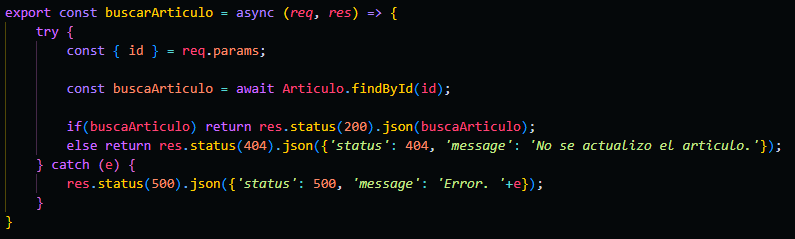 export const buscarArticulo = async (req, res) => {
try {
const { id } = req.params;
const buscaArticulo = await Articulo.findById(id);
if(buscaArticulo) return res.status(200).json(buscaArticulo);
else return res.status(404).json({'status': 404, 'message': 'No se actualizo el articulo.'});
} catch (e) {
res.status(500).json({'status': 500, 'message': 'Error. '+e});
}
}